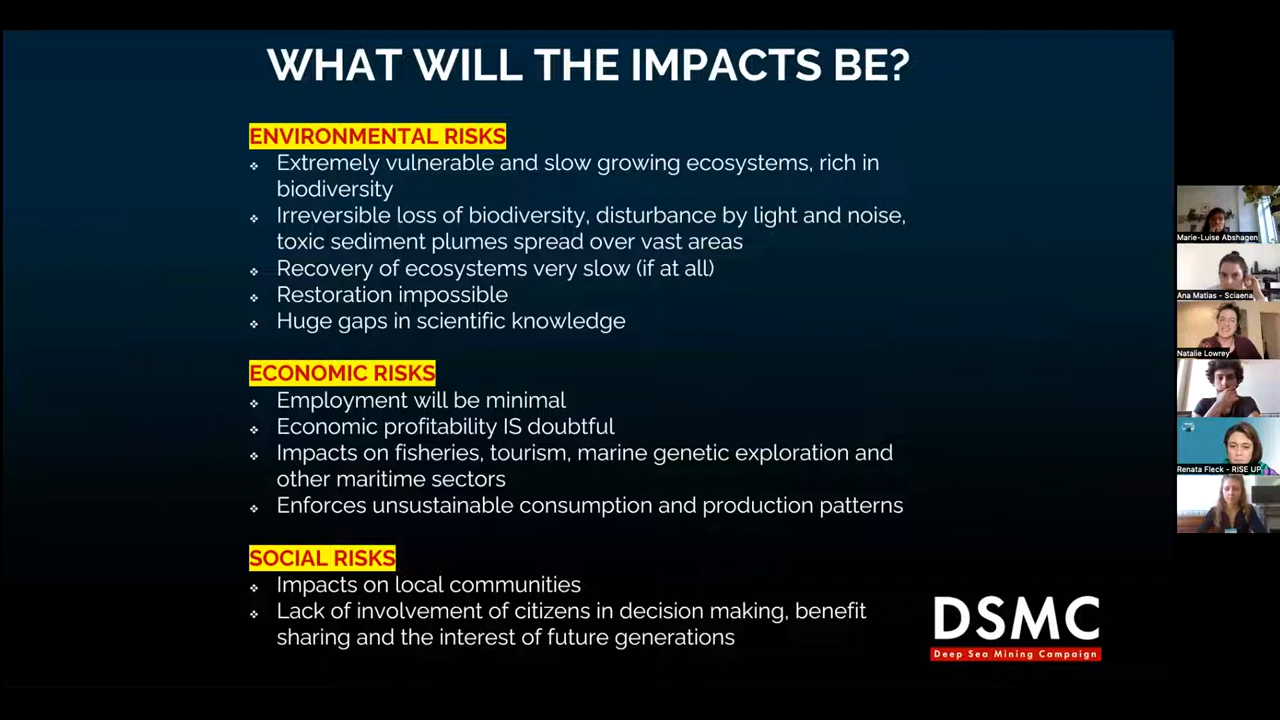 WHAT WILL THE IMPACTS BE?
ENVIRONMENTAL RISKS
Extremely vulnerable and slow growing ecosystems, rich in
biodiversity
Irreversible loss of biodiversity, disturbance by light and noise,
toxic sediment plumes spread over vast areas
Recovery of ecosystems very slow (if at all)
Restoration impossible
Huge gaps in scientific knowledge
ECONOMIC RISKS
Employment will be minimal
Economic profitability IS doubtful
Impacts on fisheries, tourism, marine genetic exploration and
other maritime sectors
Enforces unsustainable consumption and production patterns
SOCIAL RISKS
Impacts on local communities
Lack of involvement of citizens in decision making, benefit
sharing and the interest of future generations
DSMC
Deep Sea Mining Campaign
Marie-Luise Abshagen
Ana Matias - Sciaena
Natalie Lowrey
Renata Fleck - RISE UP